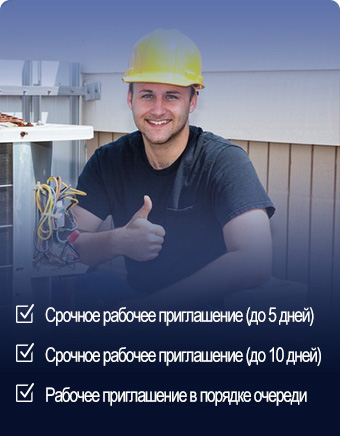 Срочное рабочее приглашение (до 5 дней)
Срочное рабочее приглашение (до 10 дней)
Рабочее приглашение в порядке очереди